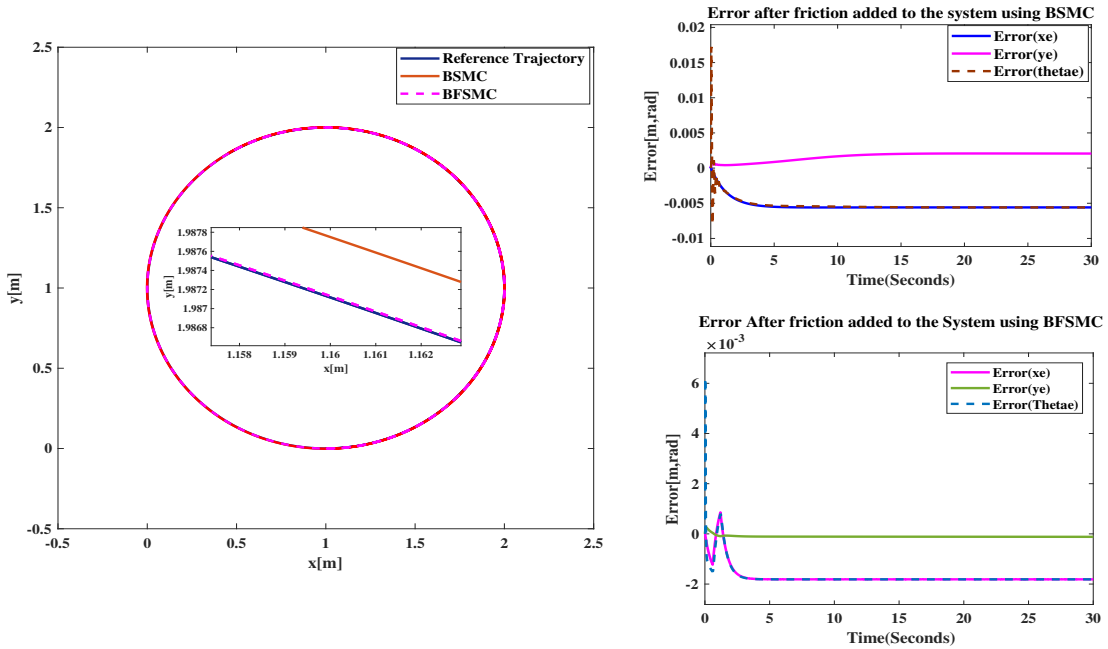 2.5
2
1.5
1
0.5
0
-0.5
-0.5
0
0.5
1
1.5
2
2.5
y[m]
x[m]
Reference Trajectory
BSMC
BFSMC
1.9878
1.9876
1.9874
1.9872
1.987
1.9868
y[m]
1.158
1.159
1.16
1.161
1.162
x[m]
Error after friction added to the system using BSMC
0.02
0.015
0.01
0.005
0
-0.005
-0.01
Error[m,rad]
Error(xe)
Error(ye)
Error(thetae)
0
5
10
15
20
25
30
Time(Seconds)
Error After friction added to the System using BFSMC
×10-3
6
4
2
0
-2
Error[m,rad]
Error(xe)
Error(ye)
Error(Thetae)
0
5
10
15
20
25
30
Time(Seconds)